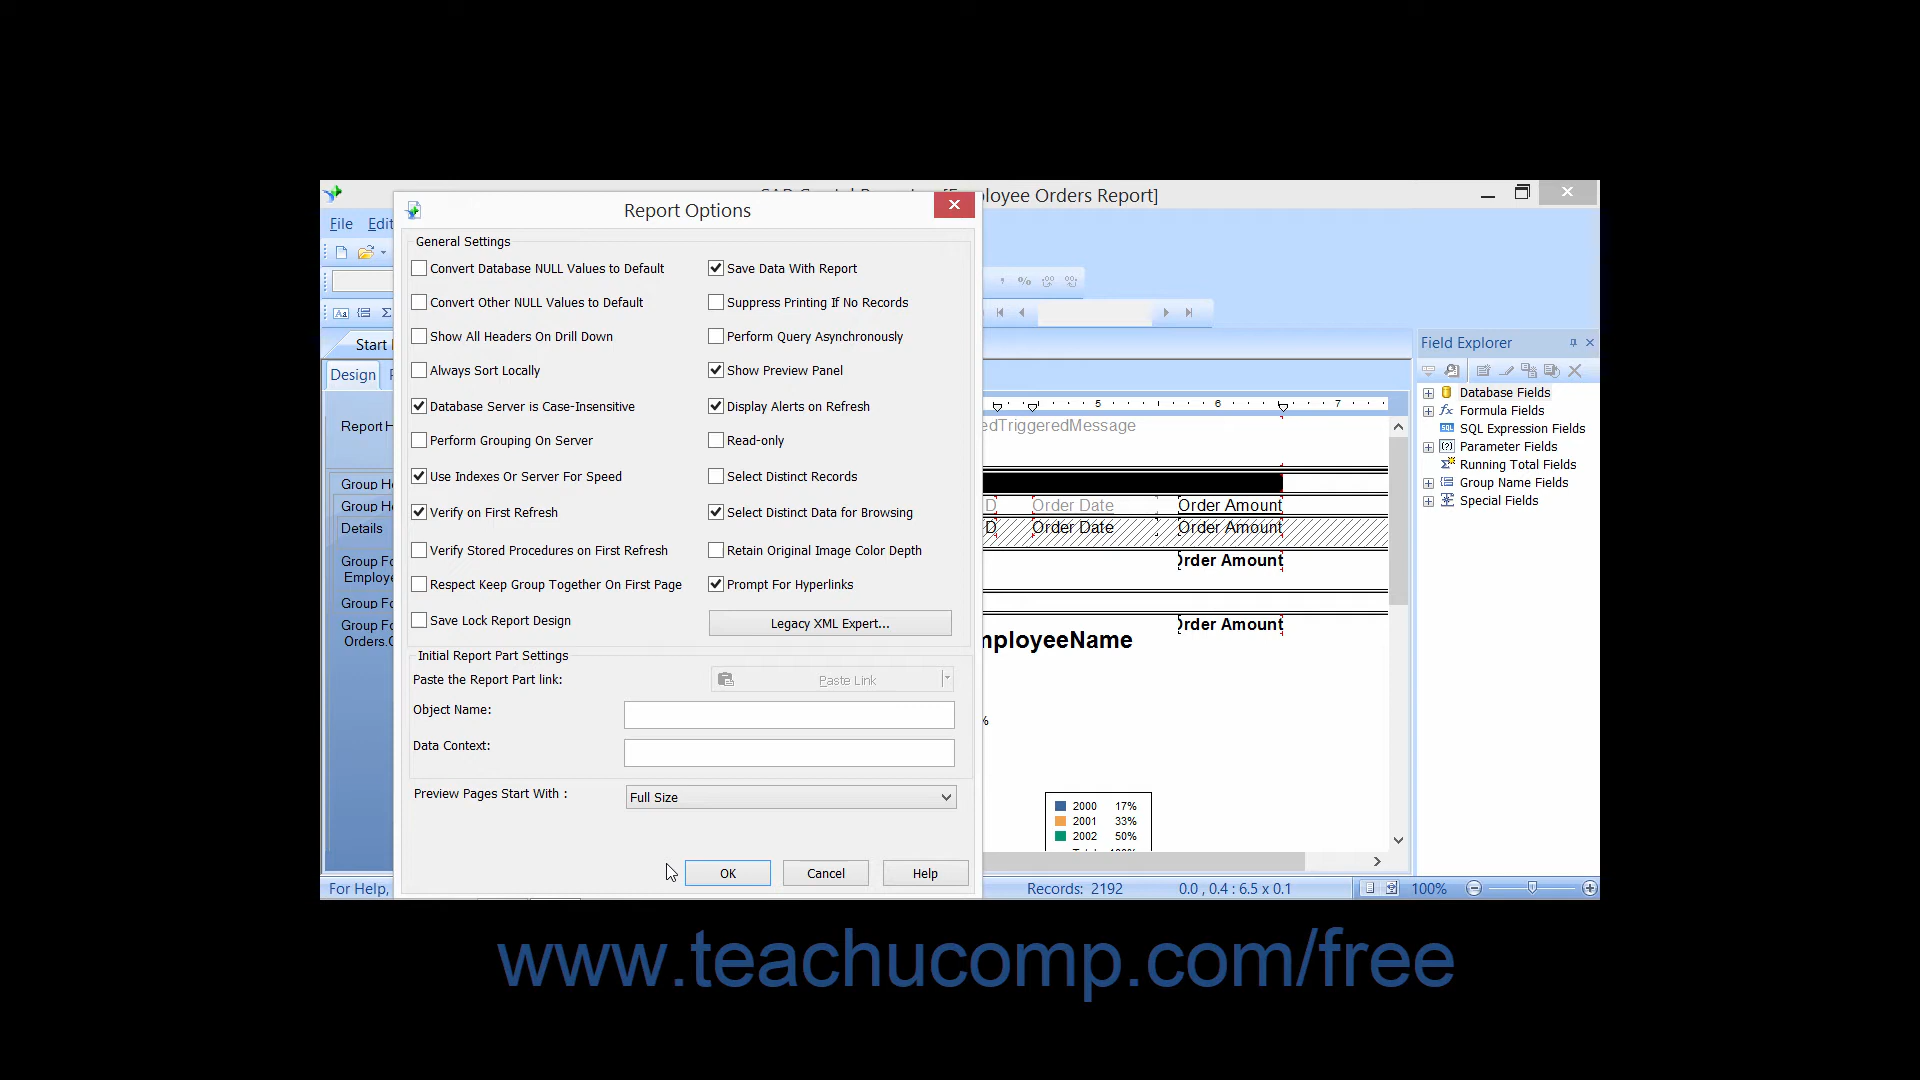 [Employee Orders Report]
File Edit
Report Options
General Settings
Convert Database NULL Values to Default
Save Data With Report
Convert Other NULL Values to Default
Suppress Printing If No Records
Show All Headers On Drill Down
Perform Query Asynchronously
Always Sort Locally
Show Preview Panel
Database Server is Case-Insensitive
Display Alerts on Refresh
Perform Grouping On Server
Read-only
Use Indexes Or Server For Speed
Select Distinct Records
Verify on First Refresh
Select Distinct Data for Browsing
Verify Stored Procedures on First Refresh
Retain Original Image Color Depth
Respect Keep Group Together On First Page
Prompt For Hyperlinks
Save Lock Report Design
Legacy XML Expert...
Initial Report Part Settings
Paste the Report Part link:
Paste Link
Object Name:
Data Context:
Preview Pages Start With :
Full Size
OK
Cancel
Help
Start
Design
Report H
Group He
Group He
Details
Group Fo
Employe
Group Fo
Group Fo
Orders.C
For Help,
5 6 7
edTriggeredMessage
D Order Date Order Amount
D Order Date Order Amount
Order Amount
Order Amount
mployeeName
%
2000 17%
2001 33%
2002 50%
Records: 2192
0.0 , 0.4 : 6.5 x 0.1
100%
Field Explorer
Database Fields
Formula Fields
SQL Expression Fields
Parameter Fields
Running Total Fields
Group Name Fields
Special Fields
www.teachucomp.com/free